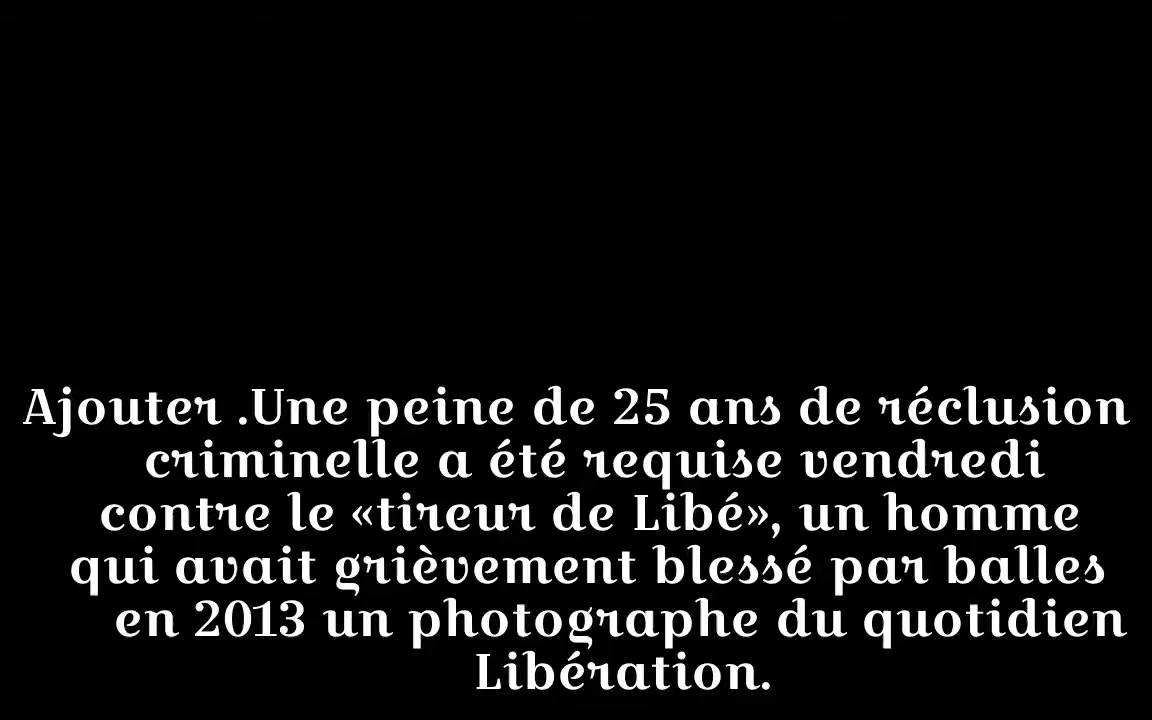 Ajouter .Une peine de 25 ans de réclusion
criminelle a été requise vendredi
contre le «tireur de Libé», un homme
qui avait grièvement blessé par balles
en 2013 un photographe du quotidien
Libération.